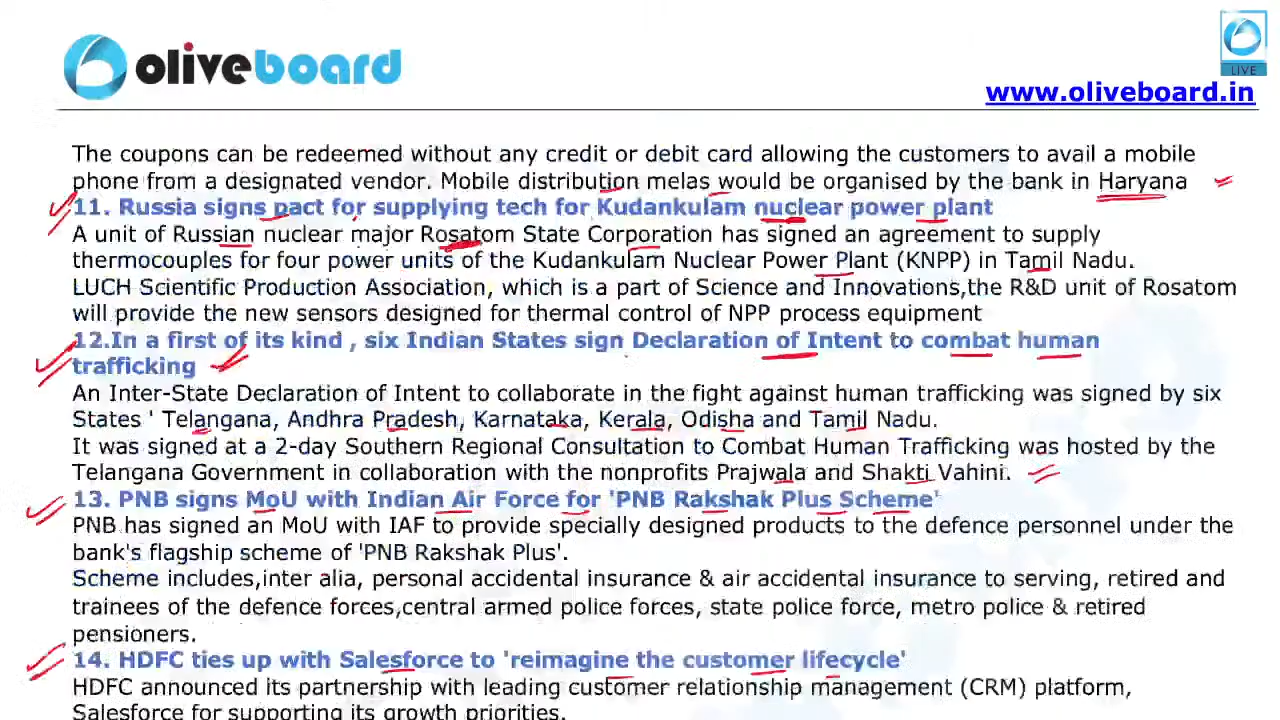 oliveboard
LIVE
www.oliveboard.in
The coupons can be redeemed without any credit or debit card allowing the customers to avail a mobile
phone from a designated vendor. Mobile distribution melas would be organised by the bank in Haryana
11. Russia signs pact for supplying tech for Kudankulam nuclear power plant
A unit of Russian nuclear major Rosatom State Corporation has signed an agreement to supply
thermocouples for four power units of the Kudankulam Nuclear Power Plant (KNPP) in Tamil Nadu.
LUCH Scientific Production Association, which is a part of Science and Innovations,the R&D unit of Rosatom
will provide the new sensors designed for thermal control of NPP process equipment
12.In a first of its kind , six Indian States sign Declaration of Intent to combat human
trafficking
An Inter-State Declaration of Intent to collaborate in the fight against human trafficking was signed by six
States ' Telangana, Andhra Pradesh, Karnataka, Kerala, Odisha and Tamil Nadu.
It was signed at a 2-day Southern Regional Consultation to Combat Human Trafficking was hosted by the
Telangana Government in collaboration with the nonprofits Prajwala and Shakti Vahini.
13. PNB signs MoU with Indian Air Force for 'PNB Rakshak Plus Scheme'
PNB has signed an MoU with IAF to provide specially designed products to the defence personnel under the
bank's flagship scheme of 'PNB Rakshak Plus'.
Scheme includes,inter alia, personal accidental insurance & air accidental insurance to serving, retired and
trainees of the defence forces,central armed police forces, state police force, metro police & retired
pensioners.
14. HDFC ties up with Salesforce to 'reimagine the customer lifecycle'
HDFC announced its partnership with leading customer relationship management (CRM) platform,
Salesforce for supporting its growth priorities.